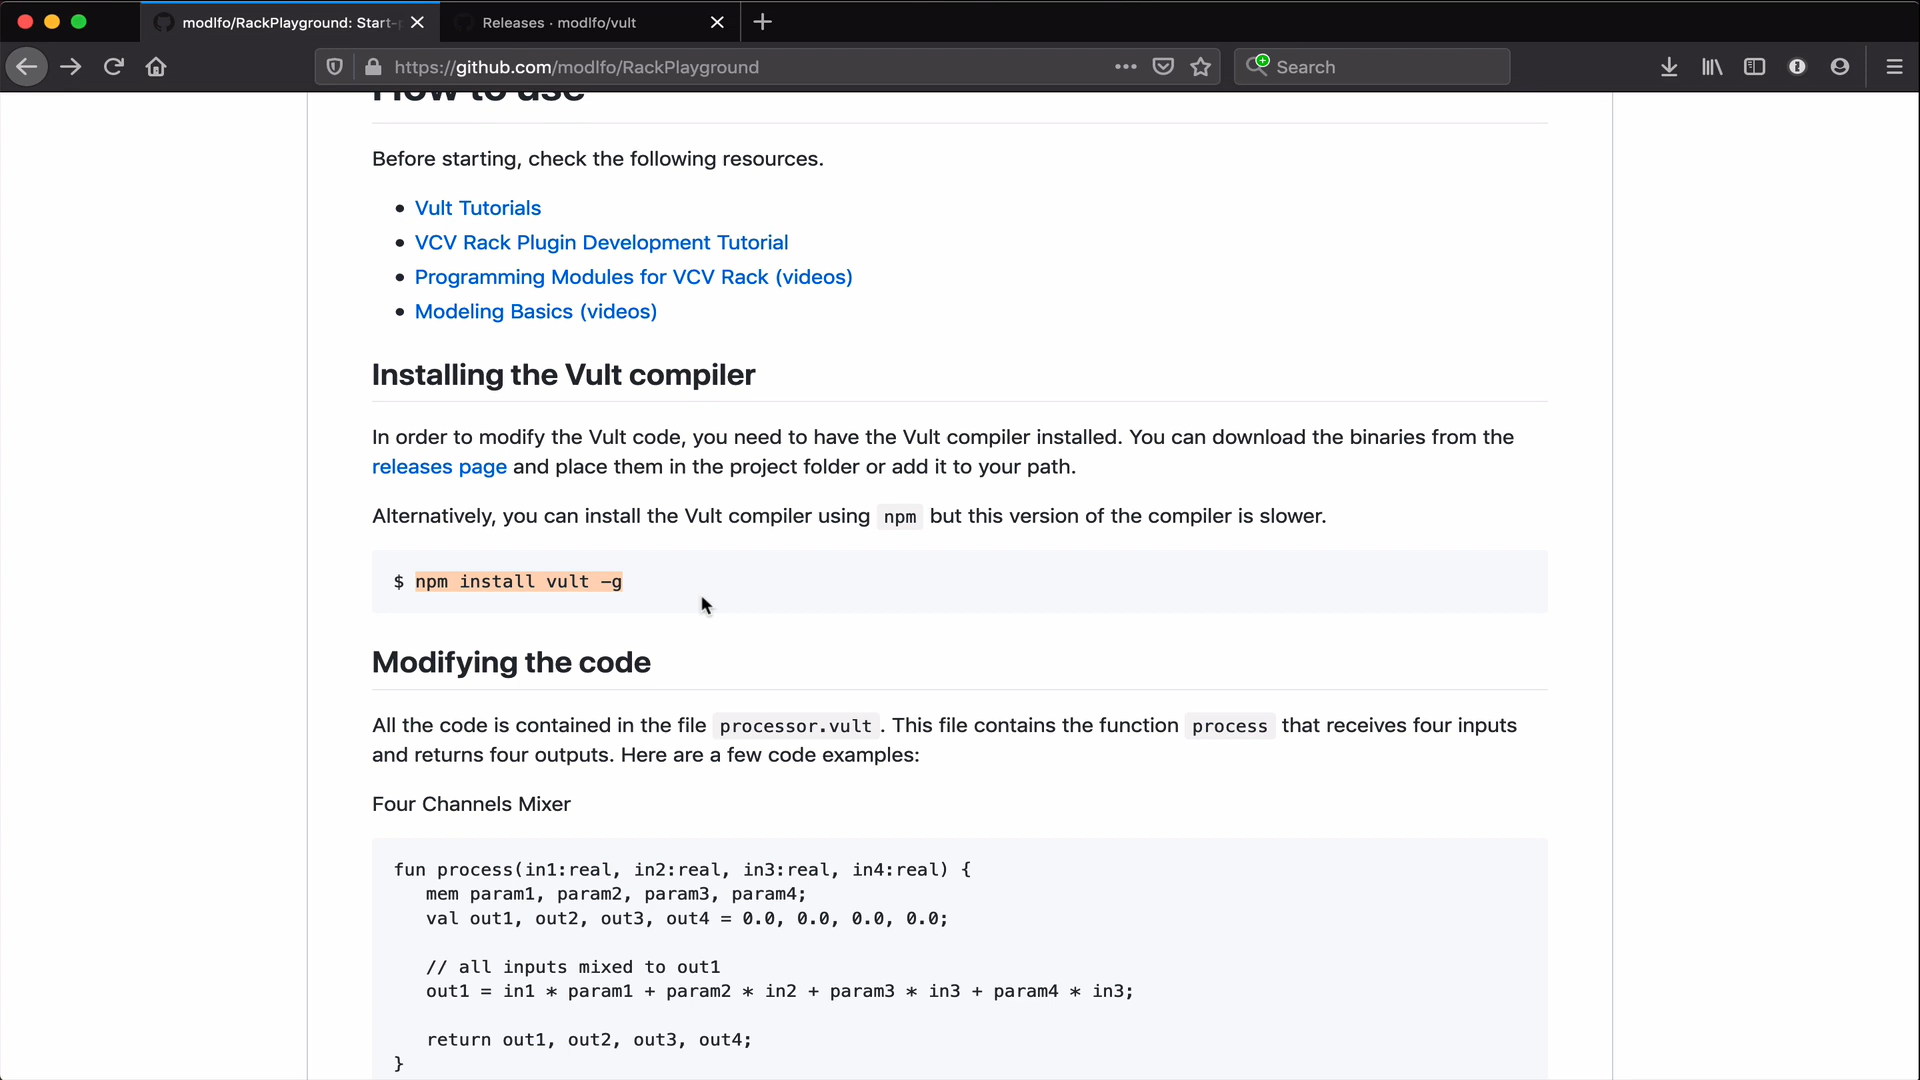 modlfo/RackPlayground: Start-
Releases · modlfo/vult
https://github.com/modlfo/RackPlayground
Search
How to use
Before starting, check the following resources.
Vult Tutorials
VCV Rack Plugin Development Tutorial
Programming Modules for VCV Rack (videos)
Modeling Basics (videos)
Installing the Vult compiler
In order to modify the Vult code, you need to have the Vult compiler installed. You can download the binaries from the
releases page and place them in the project folder or add it to your path.
Alternatively, you can install the Vult compiler using npm but this version of the compiler is slower.
$ npm install vult -g
Modifying the code
All the code is contained in the file processor.vult. This file contains the function process that receives four inputs
and returns four outputs. Here are a few code examples:
Four Channels Mixer
fun process(in1:real, in2:real, in3:real, in4:real) {
mem param1, param2, param3, param4;
val out1, out2, out3, out4 = 0.0, 0.0, 0.0, 0.0;
// all inputs mixed to out1
out1 = in1 * param1 + param2 * in2 + param3 * in3 + param4 * in3;
return out1, out2, out3, out4;
}